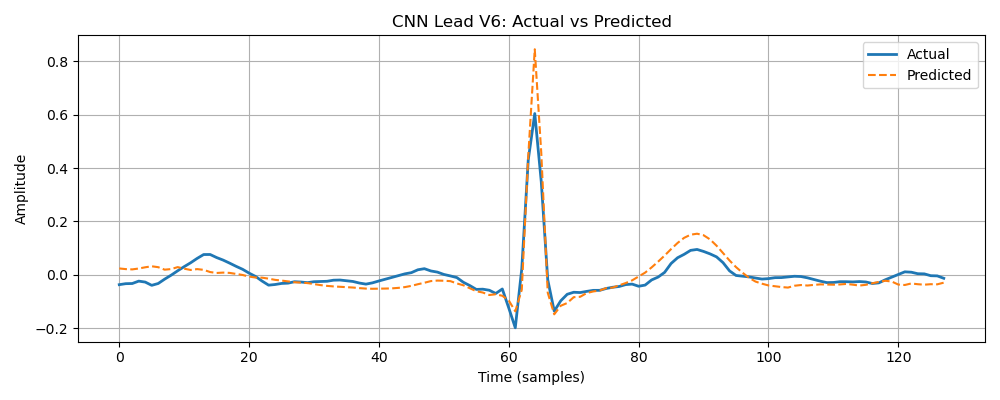 CNN Lead V6: Actual vs Predicted
Actual
Predicted
Amplitude
0.8
0.6
0.4
0.2
0.0
−0.2
0 20 40 60 80 100 120
Time (samples)